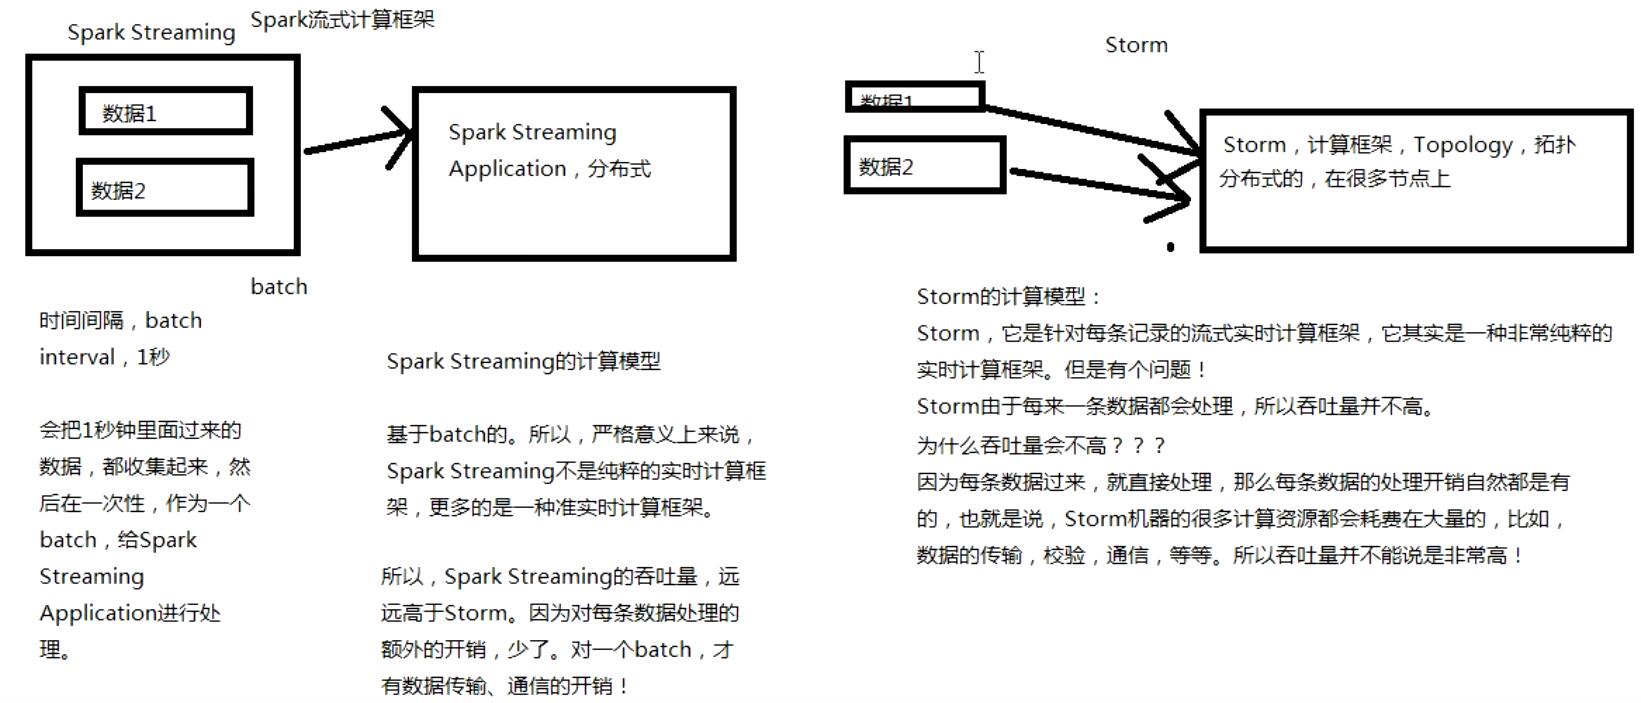 Spark流式计算框架
Spark Streaming
数据1
数据2
Spark Streaming
Application，分布式
batch
时间间隔，batch
interval，1秒
会把1秒钟里面过来的
数据，都收集起来，然
后在一次性，作为一个
batch，给Spark
Streaming
Application进行处
理。
Spark Streaming的计算模型
基于batch的。所以，严格意义上来说，
Spark Streaming不是纯粹的实时计算框
架，更多的是一种准实时计算框架。
所以，Spark Streaming的吞吐量，远
远高于Storm。因为对每条数据处理的
额外的开销，少了。对一个batch，才
有数据传输、通信的开销！
Storm
数据1
数据2
Storm，计算框架，Topology，拓扑
分布式的，在很多节点上
Storm的计算模型：
Storm，它是针对每条记录的流式实时计算框架，它其实是一种非常纯粹的
实时计算框架。但是有个问题！
Storm由于每来一条数据都会处理，所以吞吐量并不高。
为什么吞吐量会不高？？？
因为每条数据过来，就直接处理，那么每条数据的处理开销自然都是有
的，也就是说，Storm机器的很多计算资源都会耗费在大量的，比如，
数据的传输，校验，通信，等等。所以吞吐量并不能说是非常高！